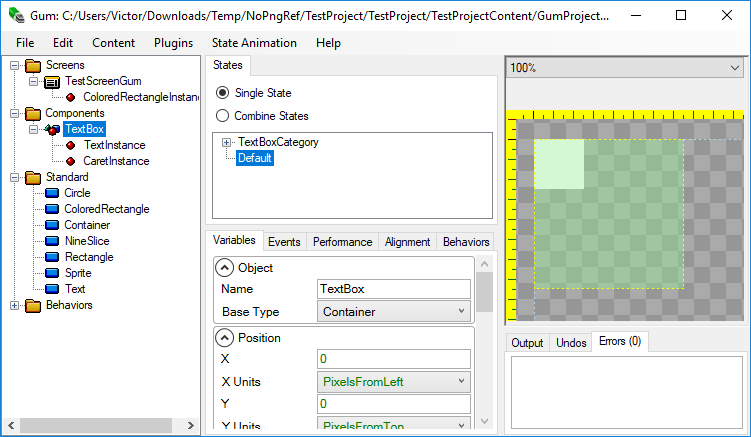 Gum: C:/Users/Victor/Downloads/Temp/NoPngRef/TestProject/TestProject/TestProjectContent/GumProject...
File Edit Content Plugins State Animation Help
Screens
TestScreenGum
ColoredRectangleInstanc
Components
TextBox
TextInstance
CaretInstance
Standard
Circle
ColoredRectangle
Container
NineSlice
Rectangle
Sprite
Text
Behaviors
States
Single State
Combine States
TextBoxCategory
Default
Variables Events Performance Alignment Behaviors
Object
Name TextBox
Base Type Container
Position
X 0
X Units PixelsFromLeft
Y 0
Y Units PixelsFromTop
100%
Output Undos Errors (0)